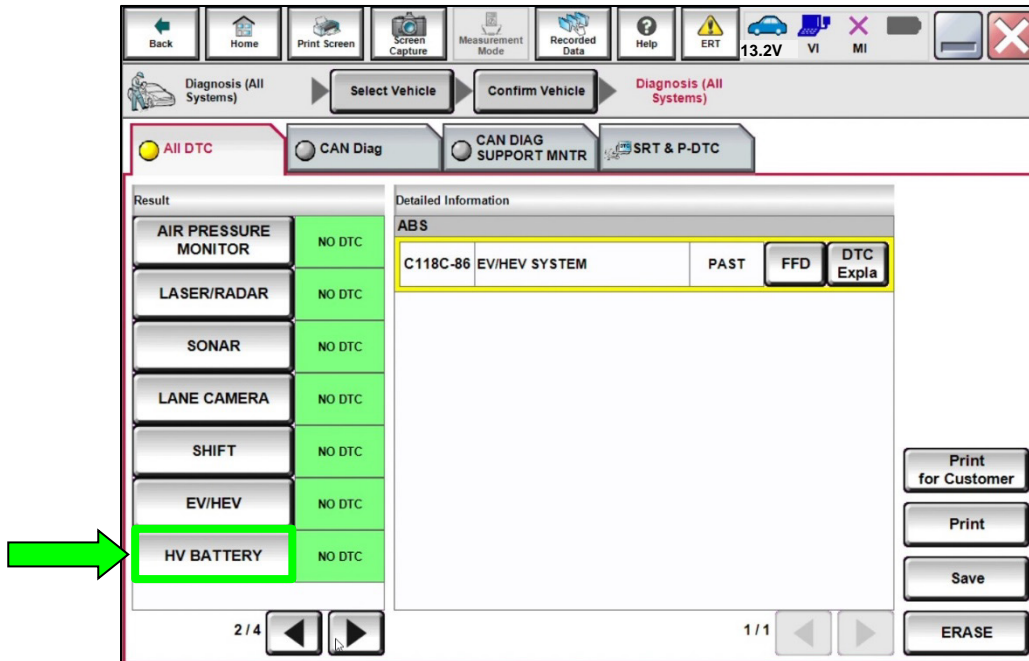 Back
Home
Print Screen
Screen
Capture
Measurement
Mode
Recorded
Data
Help
ERT
13.2V
VI
MI
Diagnosis (All
Systems)
Select Vehicle
Confirm Vehicle
Diagnosis (All
Systems)
All DTC
CAN Diag
CAN DIAG
SUPPORT MNTR
SRT & P-DTC
Result
Detailed Information
AIR PRESSURE
MONITOR
NO DTC
LASER/RADAR
NO DTC
SONAR
NO DTC
LANE CAMERA
NO DTC
SHIFT
NO DTC
EV/HEV
NO DTC
HV BATTERY
NO DTC
2/4
ABS
C118C-86 EV/HEV SYSTEM PAST FFD
DTC
Expla
1/1
Print
for Customer
Print
Save
ERASE